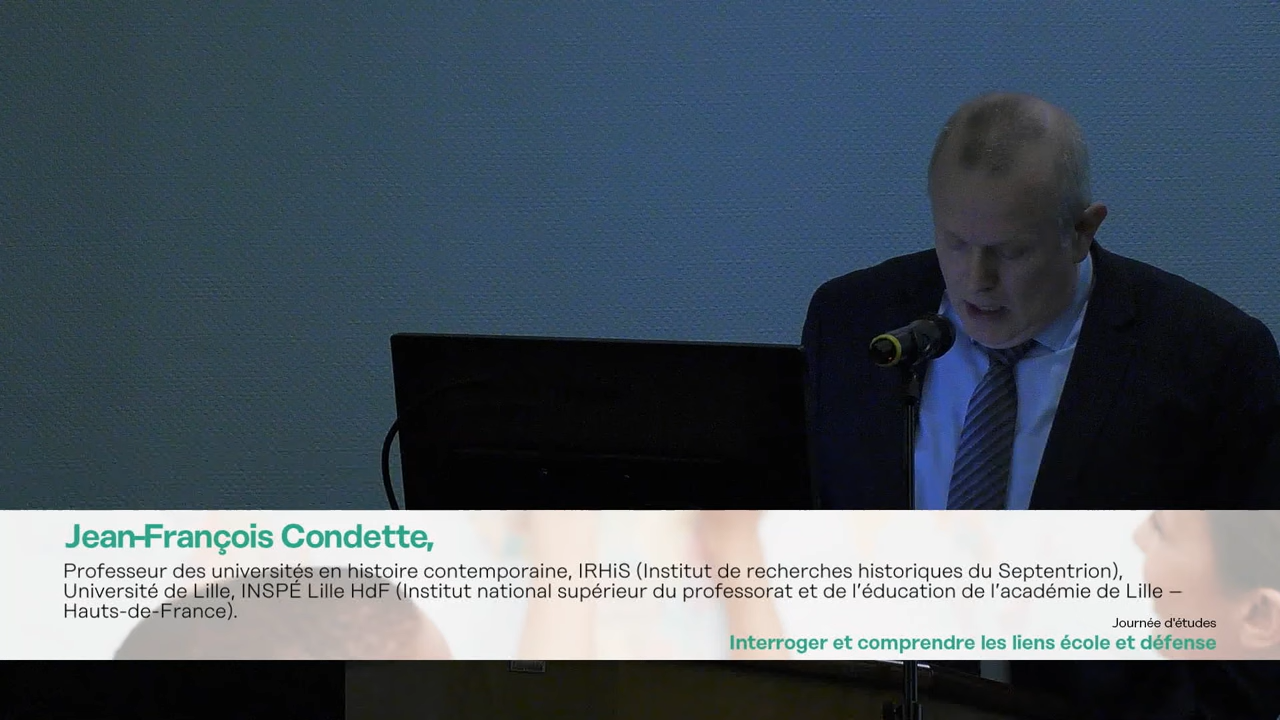 Jean-François Condette,
Professeur des universités en histoire contemporaine, IRHiS (Institut de recherches historiques du Septentrion),
Université de Lille, INSPÉ Lille HdF (Institut national supérieur du professorat et de l'éducation de l'académie de Lille –
Hauts-de-France).
Journée d'études
Interroger et comprendre les liens école et défense